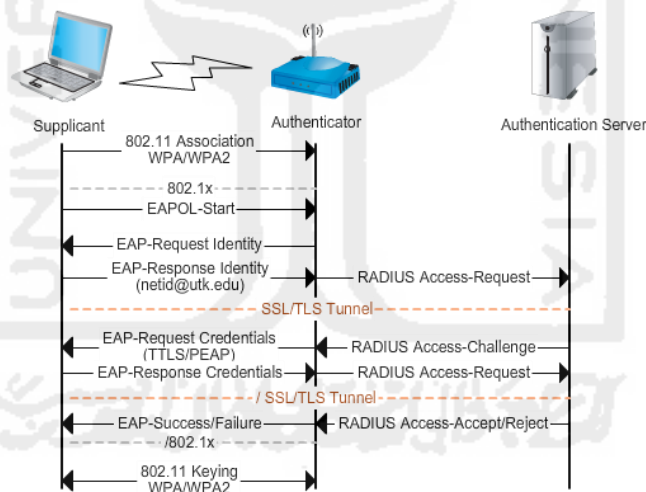 Supplicant
Authenticator
Authentication Server
802.11 Association
WPA/WPA2
802.1x
EAPOL-Start
EAP-Request Identity
EAP-Response Identity
(netid@utk.edu)
RADIUS Access-Request
SSL/TLS Tunnel
EAP-Request Credentials
(TTLS/PEAP)
RADIUS Access-Challenge
EAP-Response Credentials
RADIUS Access-Request
/ SSL/TLS Tunnel
EAP-Success/Failure
RADIUS Access-Accept/Reject
/802.1x
802.11 Keying
WPA/WPA2